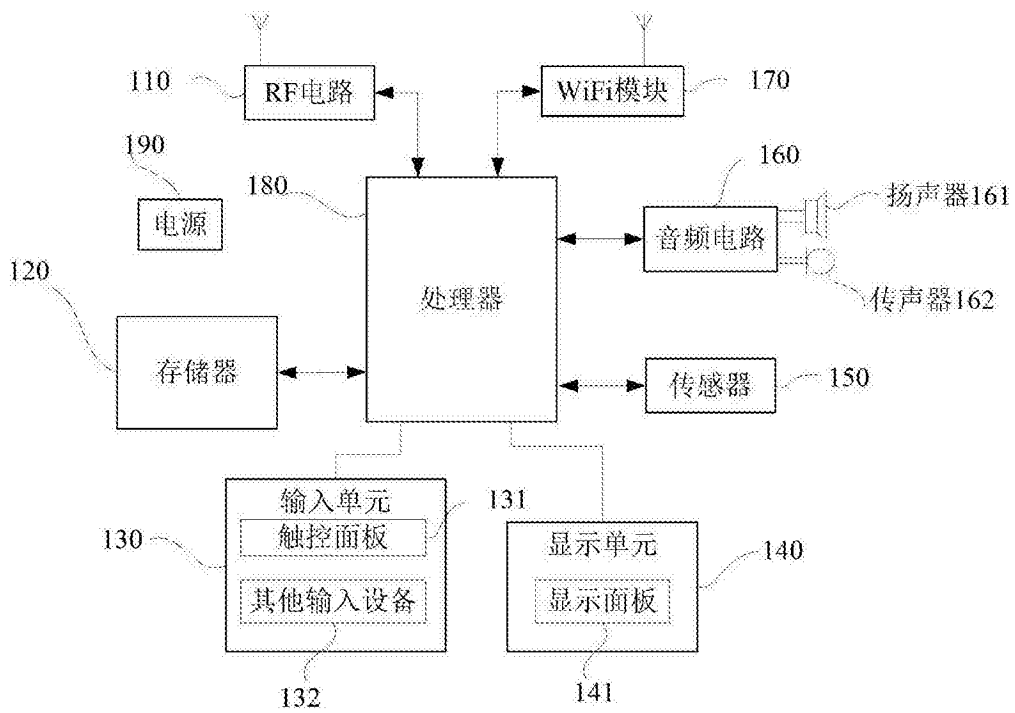 110
RF电路
WiFi模块
170
190
电源
180
160
扬声器161
音频电路
传声器162
120
处理器
存储器
传感器
150
输入单元
131
130
触控面板
其他输入设备
132
显示单元
140
显示面板
141